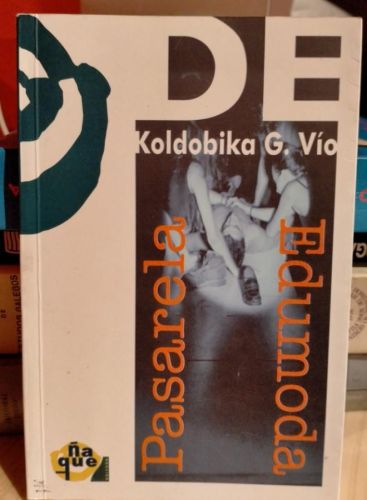 DE
Koldobika G. Vío
Pasarela
Edumoda
ñaque